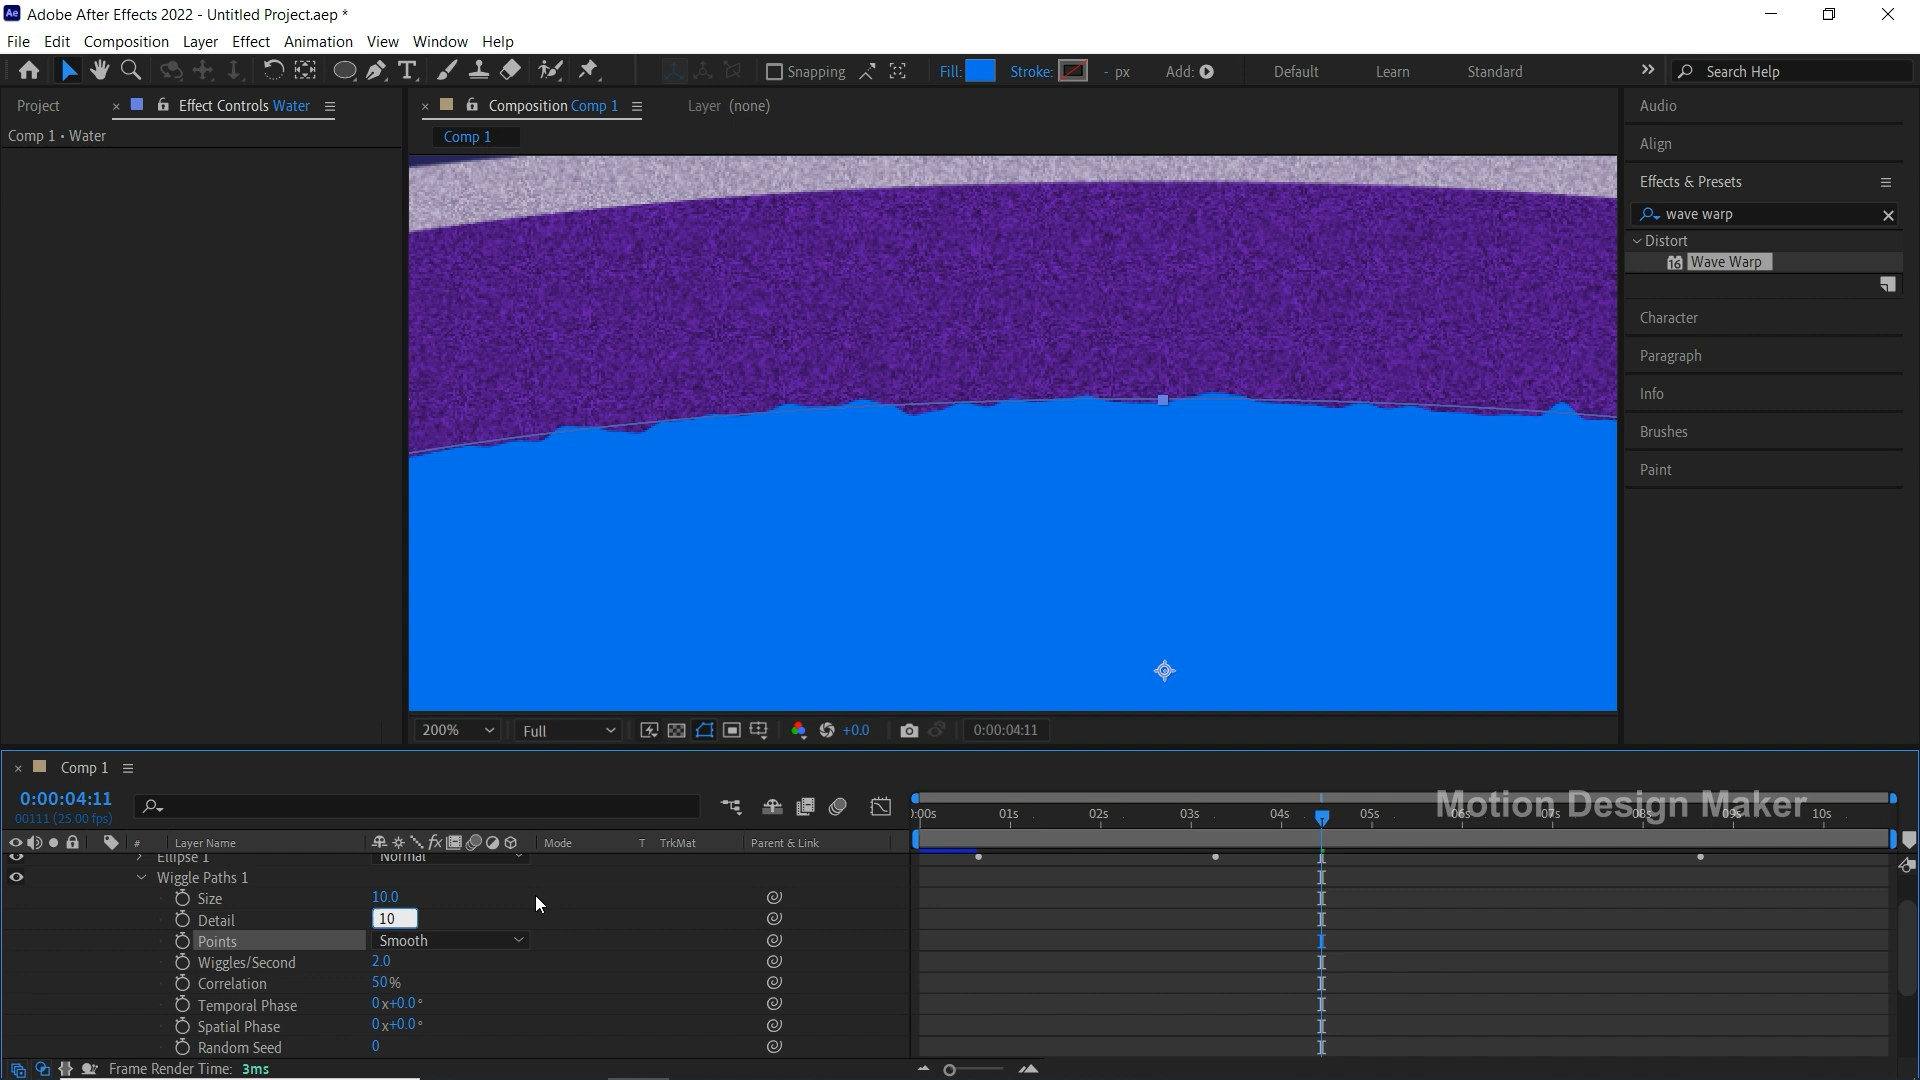 Ae Adobe After Effects 2022 - Untitled Project.aep *
File Edit Composition Layer Effect Animation View Window Help
Snapping Fill: Stroke: - px Add: Default Learn Standard » Search Help
Project × Effect Controls Water × Composition Comp 1 Layer (none) Audio
Comp 1 • Water Comp 1
Align
Effects & Presets
wave warp
Distort
16 Wave Warp
Character
Paragraph
Info
Brushes
Paint
200% Full +0.0 0:00:04:11
× Comp 1
0:00:04:11
00111 (25.00 fps)
):00s 01s 02s 03s 04s 05s 06s 07s 08s 09s 10s
Motion Design Maker
# Layer Name fx Mode T TrkMat Parent & Link
Ellipse 1 Normal
Wiggle Paths 1
Size 10.0
Detail 10
Points Smooth
Wiggles/Second 2.0
Correlation 50%
Temporal Phase 0x+0.0°
Spatial Phase 0x+0.0°
Random Seed 0
Frame Render Time: 3ms